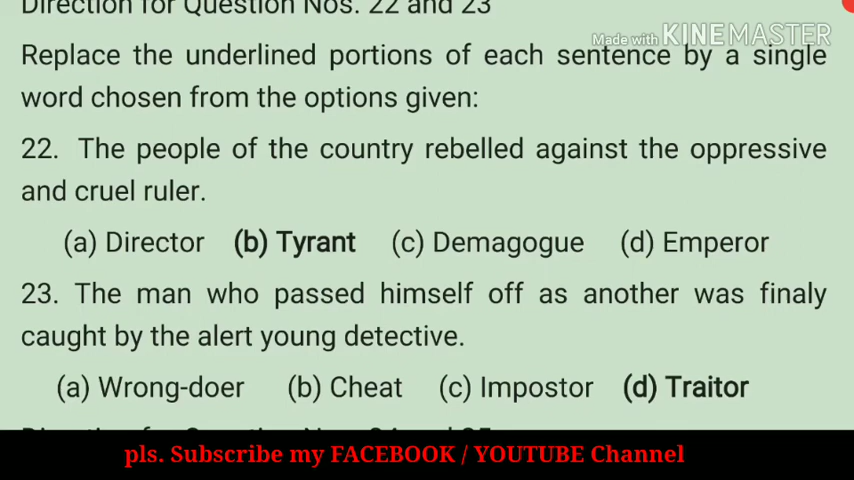 Direction for Question Nos. 22 and 23
Made with KINEMASTER
Replace the underlined portions of each sentence by a single
word chosen from the options given:
22. The people of the country rebelled against the oppressive
and cruel ruler.
(a) Director (b) Tyrant (c) Demagogue (d) Emperor
23. The man who passed himself off as another was finaly
caught by the alert young detective.
(a) Wrong-doer (b) Cheat (c) Impostor (d) Traitor
pls. Subscribe my FACEBOOK / YOUTUBE Channel